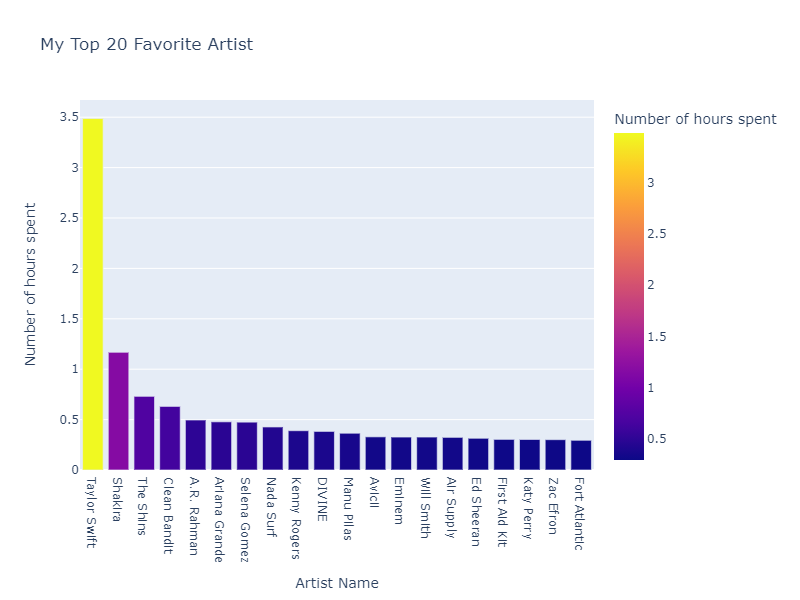 My Top 20 Favorite Artist
Number of hours spent
3.5
3
2.5
2
1.5
1
0.5
0
Taylor Swift
Shakira
The Shins
Clean Bandit
A.R. Rahman
Ariana Grande
Selena Gomez
Nada Surf
Kenny Rogers
DIVINE
Manu Pilas
Avicii
Eminem
Will Smith
Air Supply
Ed Sheeran
First Aid Kit
Katy Perry
Zac Efron
Fort Atlantic
Artist Name
Number of hours spent
3
2.5
2
1.5
1
0.5